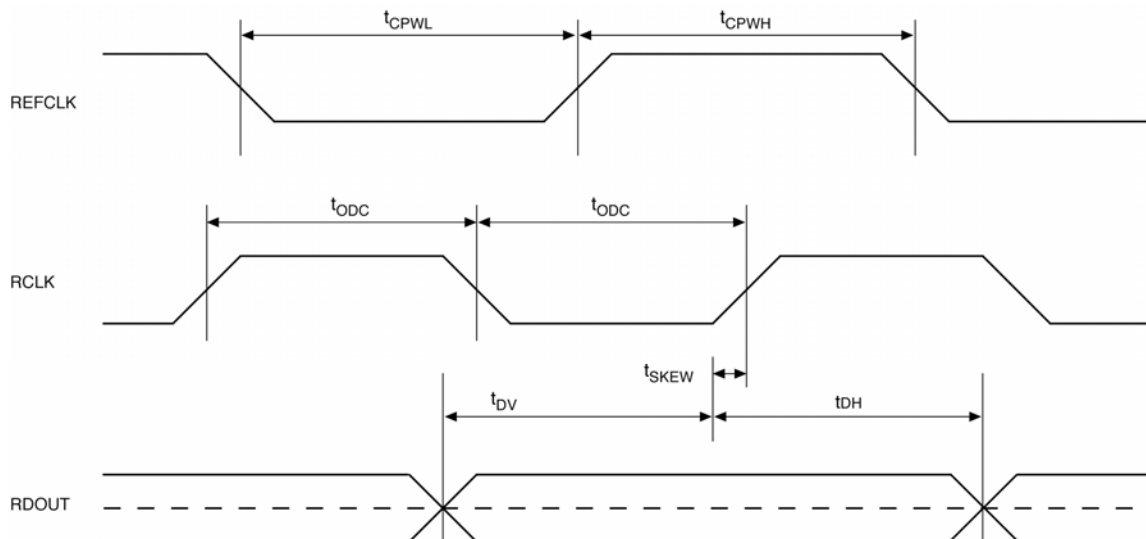 tCPWL tCPWH
REFCLK
tODC tODC
RCLK
tSKEW
tDV tDH
RDOUT